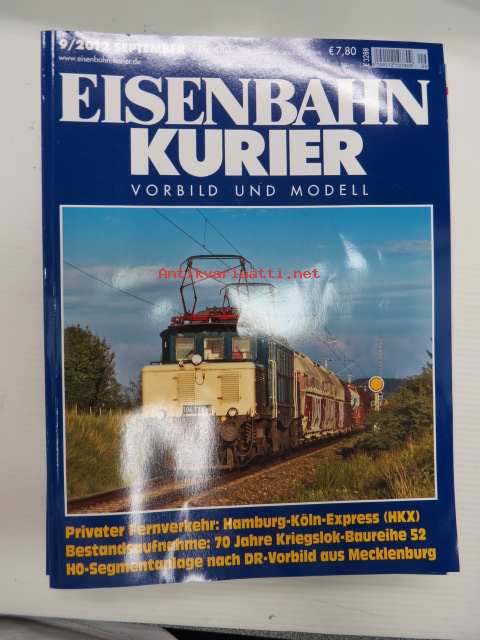 9/2012 SEPTEMBER
€ 7,80
www.eisenbahn-kurier.de
EISENBAHN
KURIER
VORBILD UND MODELL
Antikvariaatti.net
Privater Fernverkehr: Hamburg-Köln-Express (HKX)
Bestandsaufnahme: 70 Jahre Kriegslok-Baureihe 52
H0-Segmentanlage nach DR-Vorbild aus Mecklenburg